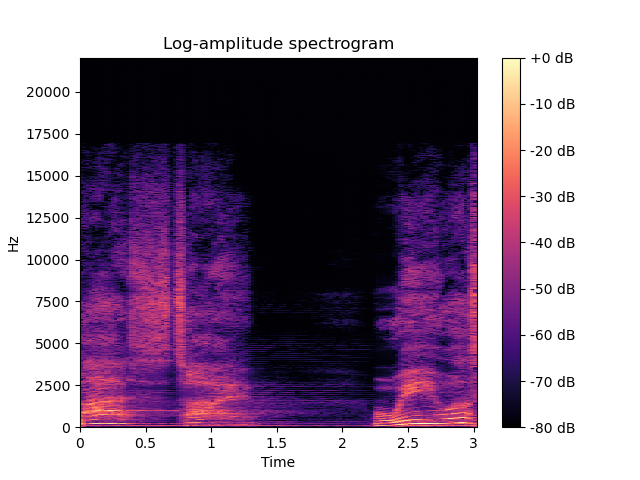 Log-amplitude spectrogram
+0 dB
20000
-10 dB
17500
-20 dB
15000
-30 dB
12500
Hz
10000
-40 dB
7500
-50 dB
5000
-60 dB
2500
-70 dB
0
-80 dB
0 0.5 1 1.5 2 2.5 3
Time